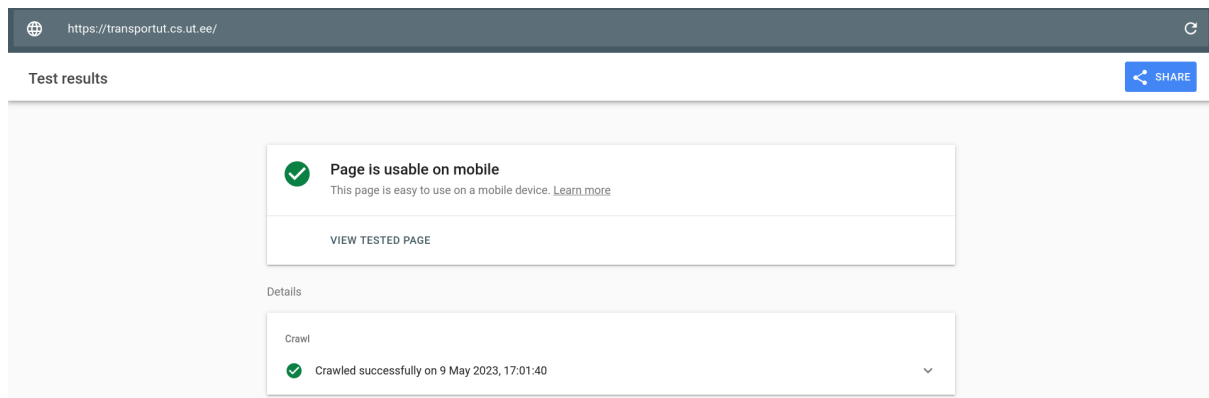 https://transportut.cs.ut.ee/
Test results
SHARE
Page is usable on mobile
This page is easy to use on a mobile device. Learn more
VIEW TESTED PAGE
Details
Crawl
Crawled successfully on 9 May 2023, 17:01:40